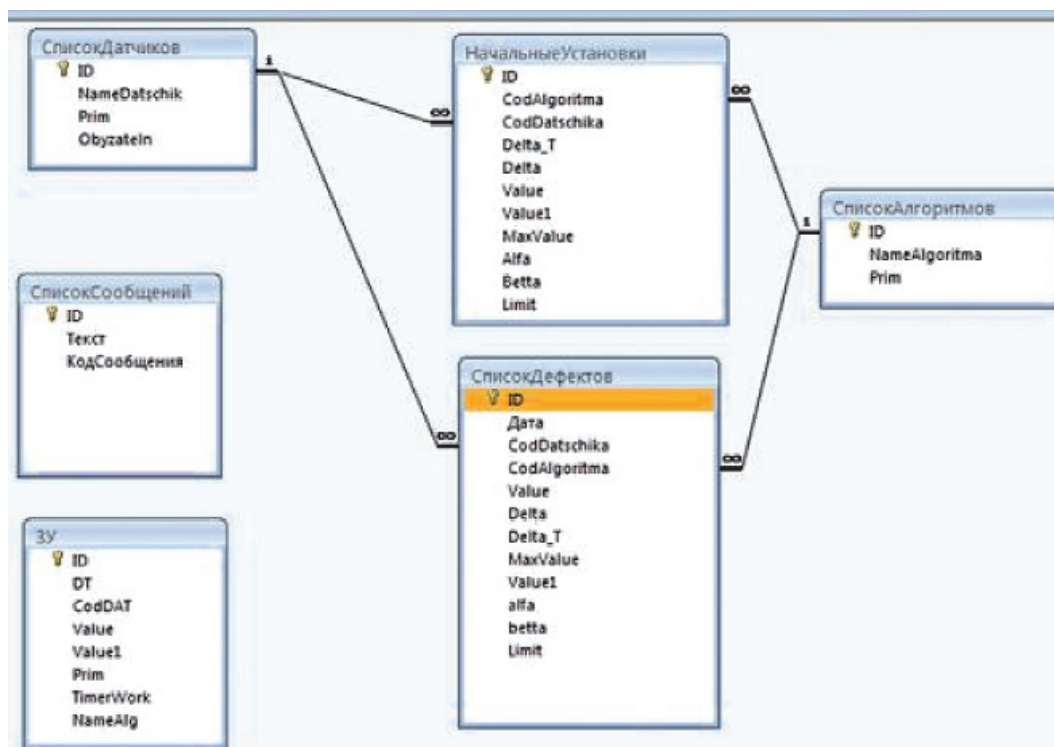 СписокДатчиков
ID
NameDatschik
Prim
Obyzateln
1
∞
∞
НачальныеУстановки
ID
CodAlgoritma
CodDatschika
Delta_T
Delta
Value
Value1
MaxValue
Alfa
Betta
Limit
∞
∞
1
СписокАлгоритмов
ID
NameAlgoritma
Prim
СписокСообщений
ID
Текст
КодСообщения
СписокДефектов
ID
Дата
CodDatschika
CodAlgoritma
Value
Delta
Delta_T
MaxValue
Value1
alfa
betta
Limit
ЗУ
ID
DT
CodDAT
Value
Value1
Prim
TimerWork
NameAlg